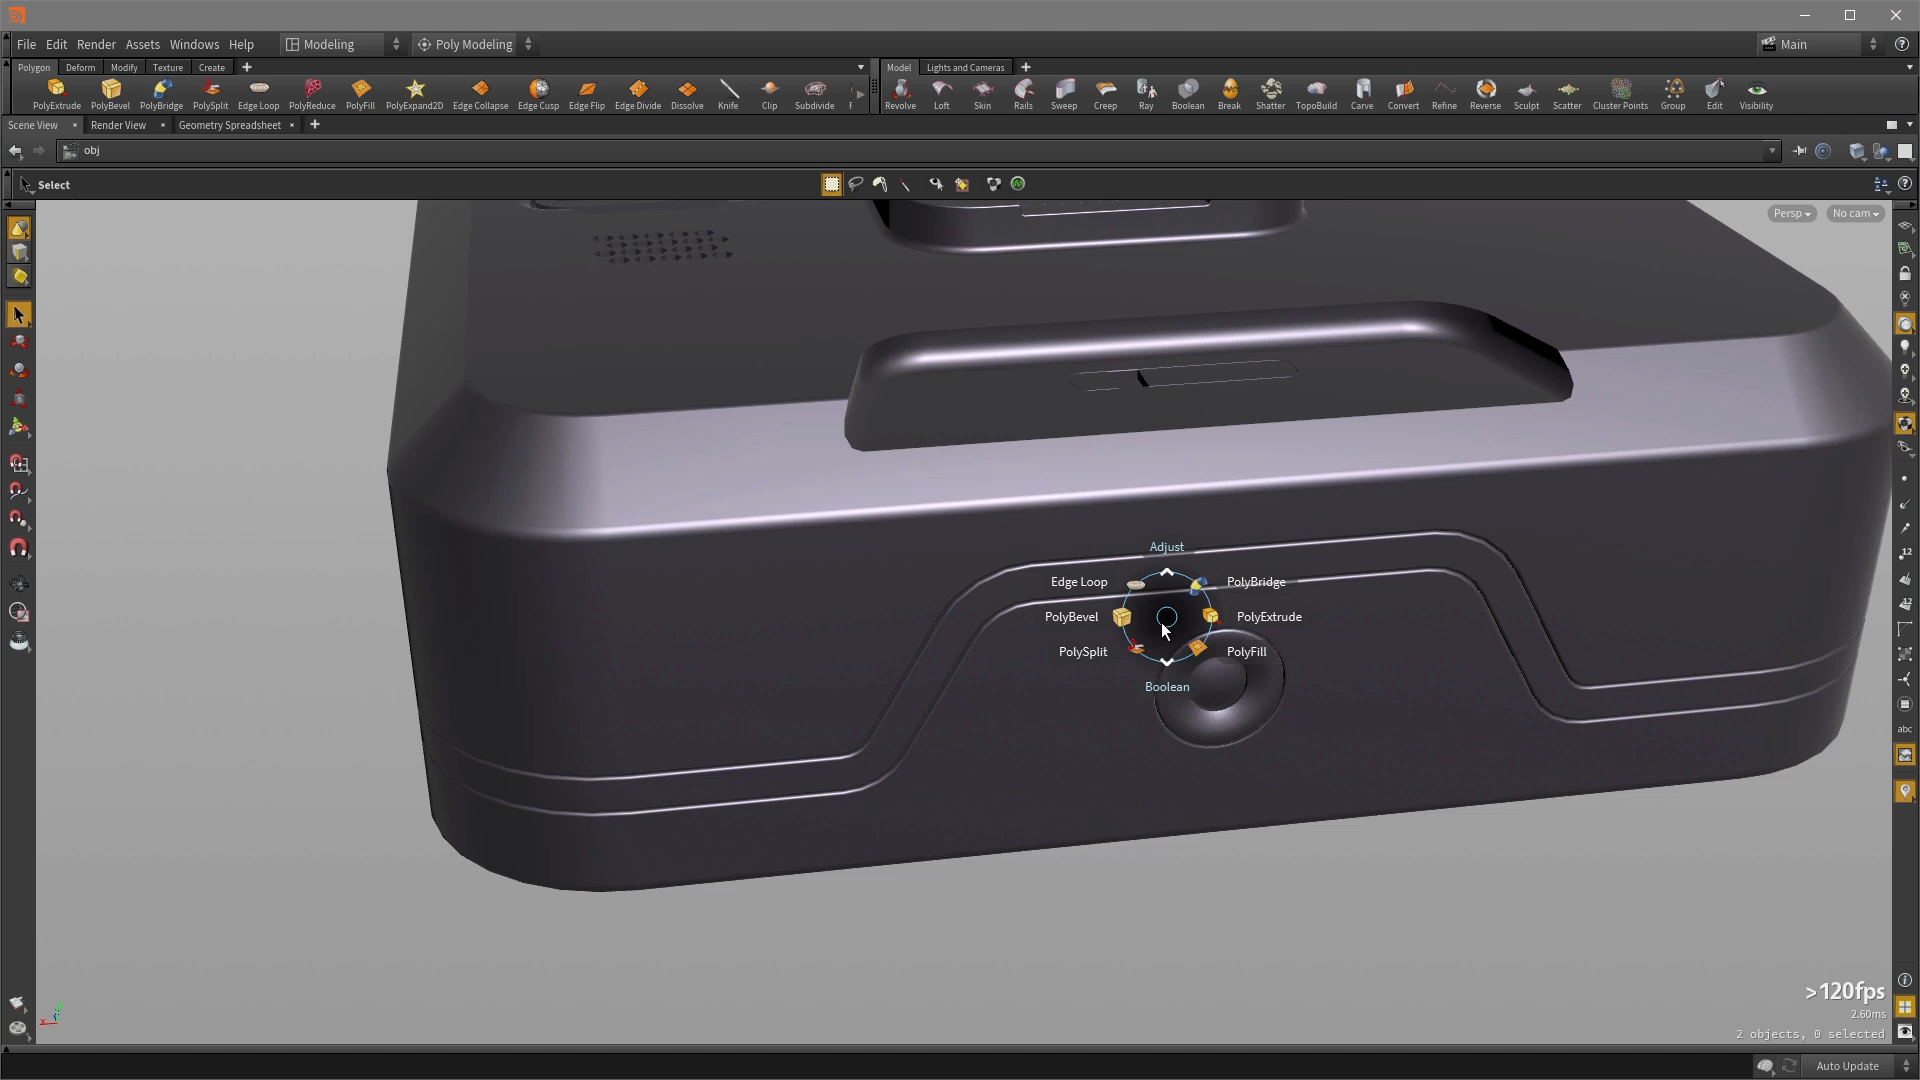 File Edit Render Assets Windows Help Modeling Poly Modeling Main
Polygon Deform Modify Texture Create Model Lights and Cameras
PolyExtrude PolyBevel PolyBridge PolySplit Edge Loop PolyReduce PolyFill PolyExpand2D Edge Collapse Edge Cusp Edge Flip Edge Divide Dissolve Knife Clip Subdivide Revolve Loft Skin Rails Sweep Creep Ray Boolean Break Shatter TopoBuild Carve Convert Refine Reverse Sculpt Scatter Cluster Points Group Edit Visibility
Scene View Render View Geometry Spreadsheet
obj
Select
Persp No cam
Adjust
Edge Loop PolyBridge
PolyBevel PolyExtrude
PolySplit PolyFill
Boolean
12
12
abc
>120fps
2.60ms
2 objects, 0 selected
Auto Update